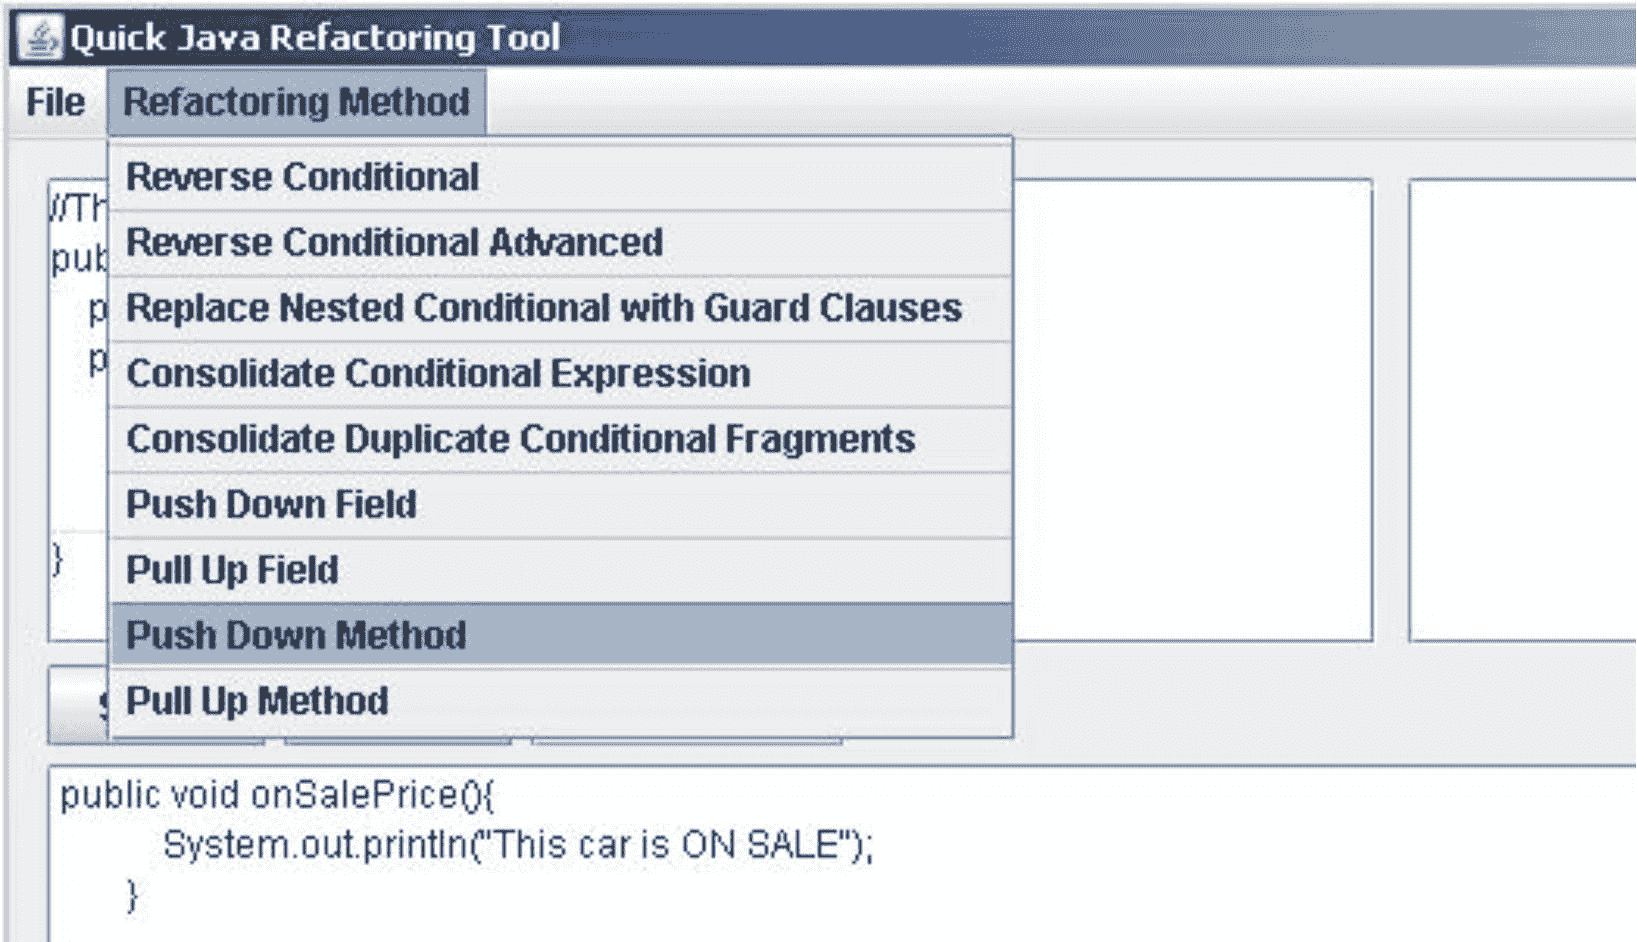 Quick Java Refactoring Tool
File Refactoring Method
Reverse Conditional
Reverse Conditional Advanced
Replace Nested Conditional with Guard Clauses
Consolidate Conditional Expression
Consolidate Duplicate Conditional Fragments
Push Down Field
Pull Up Field
}
Push Down Method
Pull Up Method
public void onSalePrice(){
System.out.println("This car is ON SALE");
}